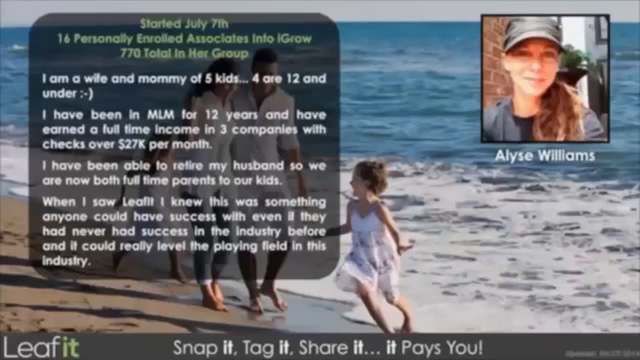 Started July 7th
16 Personally Enrolled Associates Into iGrow
770 Total In Her Group
I am a wife and mommy of 5 kids... 4 are 12 and
under :-)
I have been in MLM for 12 years and have
earned a full time income in 3 companies with
checks over $27K per month.
I have been able to retire my husband so we
are now both full time parents to our kids.
When I saw Leafit I knew this was something
anyone could have success with even if they
had never had success in the industry before
and it could really level the playing field in this
industry.
Alyse Williams
Leafit
Snap it, Tag it, Share it... it Pays You!